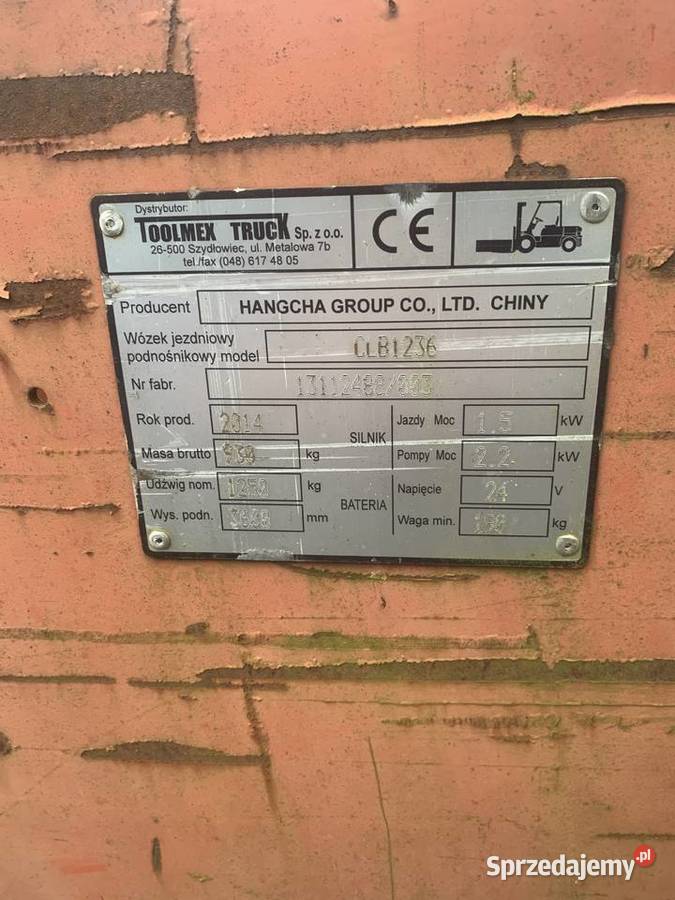 Dystrybutor:
TOOLMEX TRUCK Sp. z o.o.
26-500 Szydłowiec, ul. Metalowa 7b
tel./fax (048) 617 48 05
CE
Producent HANGCHA GROUP CO., LTD. CHINY
Wózek jezdniowy
podnośnikowy model CLB1236
Nr fabr.
Rok prod. 2014
Masa brutto 930 kg
Udźwig nom. 1250 kg
Wys. podn. mm
SILNIK
Jazdy Moc 1.5 kW
Pompy Moc 2.2 kW
BATERIA
Napięcie 24 V
Waga min. kg
Sprzedajemy.pl